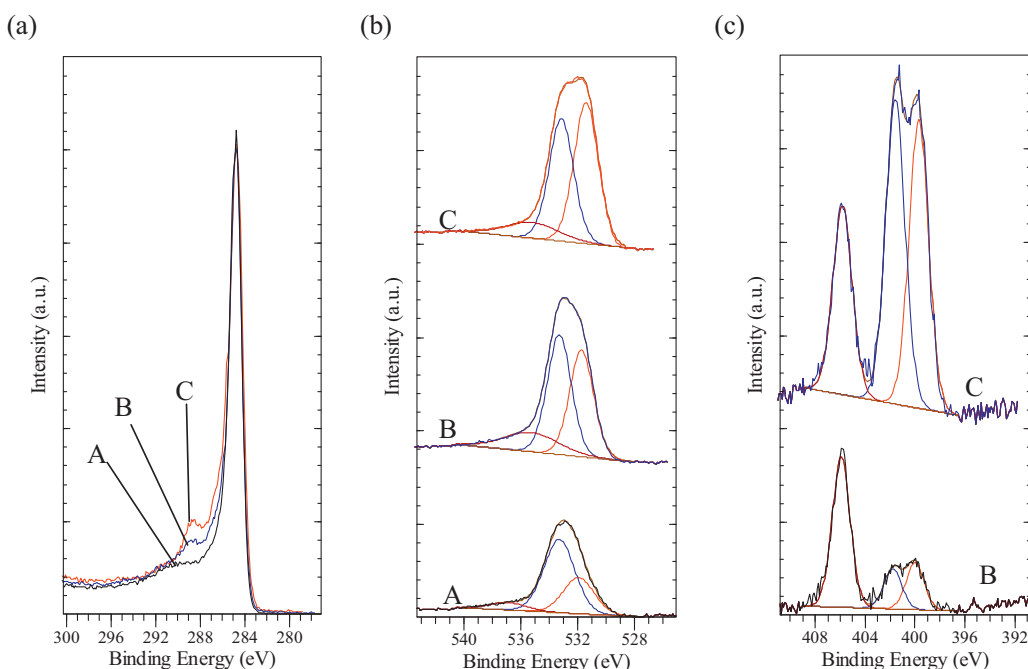 (a)
(b)
(c)
Intensity (a.u.)
C
B
A
300 296 292 288 284 280
Binding Energy (eV)
Intensity (a.u.)
C
B
A
540 536 532 528
Binding Energy (eV)
Intensity (a.u.)
C
B
408 404 400 396 392
Binding Energy (eV)